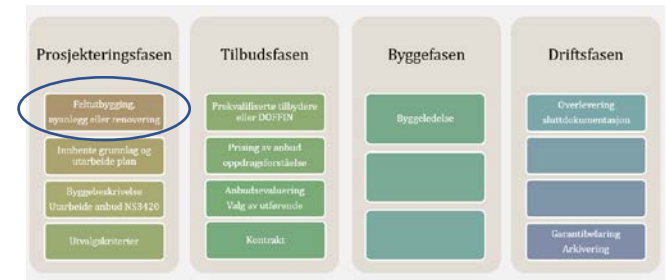 Prosjekteringsfasen
Feltutbygging,
nyanlegg eller renovering
Innhente grunnlag og
utarbeide plan
Byggebeskrivelse
Utarbeide anbud NS3420
Utvalgskriterier
Tilbudsfasen
Prekvalifiserte tilbydere
eller DOFFIN
Prising av anbud
oppdragsforståelse
Anbudsevaluering
Valg av utførende
Kontrakt
Byggefasen
Byggeledelse
Driftsfasen
Overlevering
sluttdokumentasjon
Garantibefaring
Arkivering